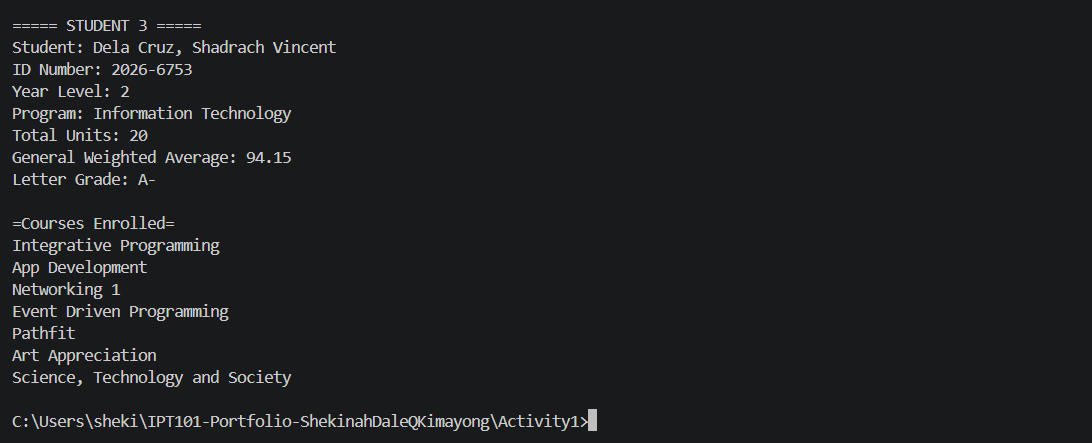 ===== STUDENT 3 =====
Student: Dela Cruz, Shadrach Vincent
ID Number: 2026-6753
Year Level: 2
Program: Information Technology
Total Units: 20
General Weighted Average: 94.15
Letter Grade: A-
=Courses Enrolled=
Integrative Programming
App Development
Networking 1
Event Driven Programming
Pathfit
Art Appreciation
Science, Technology and Society
C:\Users\sheki\IPT101-Portfolio-ShekinahDaleQKimayong\Activity1>